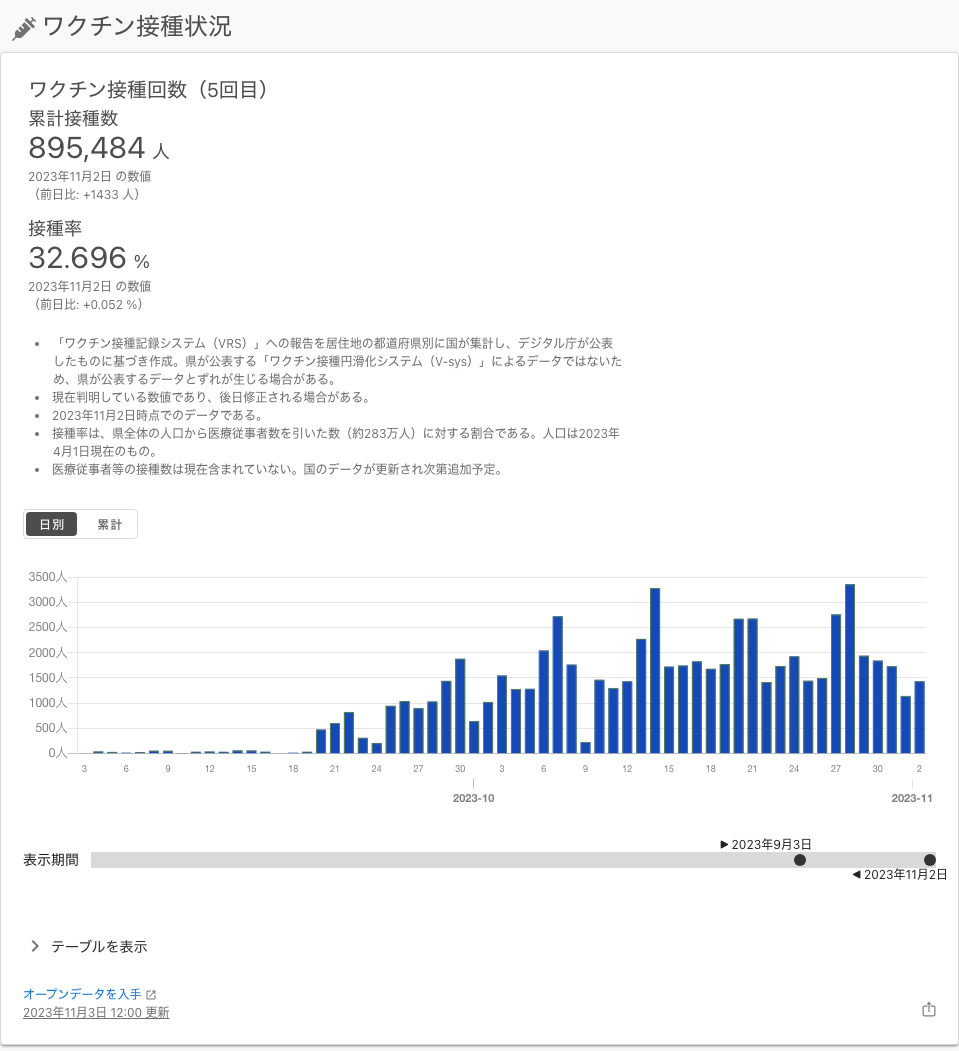 ワクチン接種状況
ワクチン接種回数（5回目）
累計接種数
895,484 人
2023年11月2日 の数値
（前日比: +1433 人）
接種率
32.696 %
2023年11月2日 の数値
（前日比: +0.052 %）
• 「ワクチン接種記録システム（VRS）」への報告を居住地の都道府県別に国が集計し、デジタル庁が公表
したものに基づき作成。県が公表する「ワクチン接種円滑化システム（V-sys）」によるデータではないた
め、県が公表するデータとずれが生じる場合がある。
• 現在判明している数値であり、後日修正される場合がある。
• 2023年11月2日時点でのデータである。
• 接種率は、県全体の人口から医療従事者数を引いた数（約283万人）に対する割合である。人口は2023年
4月1日現在のもの。
• 医療従事者等の接種数は現在含まれていない。国のデータが更新され次第追加予定。
日別 累計
3500人
3000人
2500人
2000人
1500人
1000人
500人
0人
3 6 9 12 15 18 21 24 27 30 3 6 9 12 15 18 21 24 27 30 2
2023-10 2023-11
▶ 2023年9月3日
表示期間
◀ 2023年11月2日
テーブルを表示
オープンデータを入手
2023年11月3日 12:00 更新